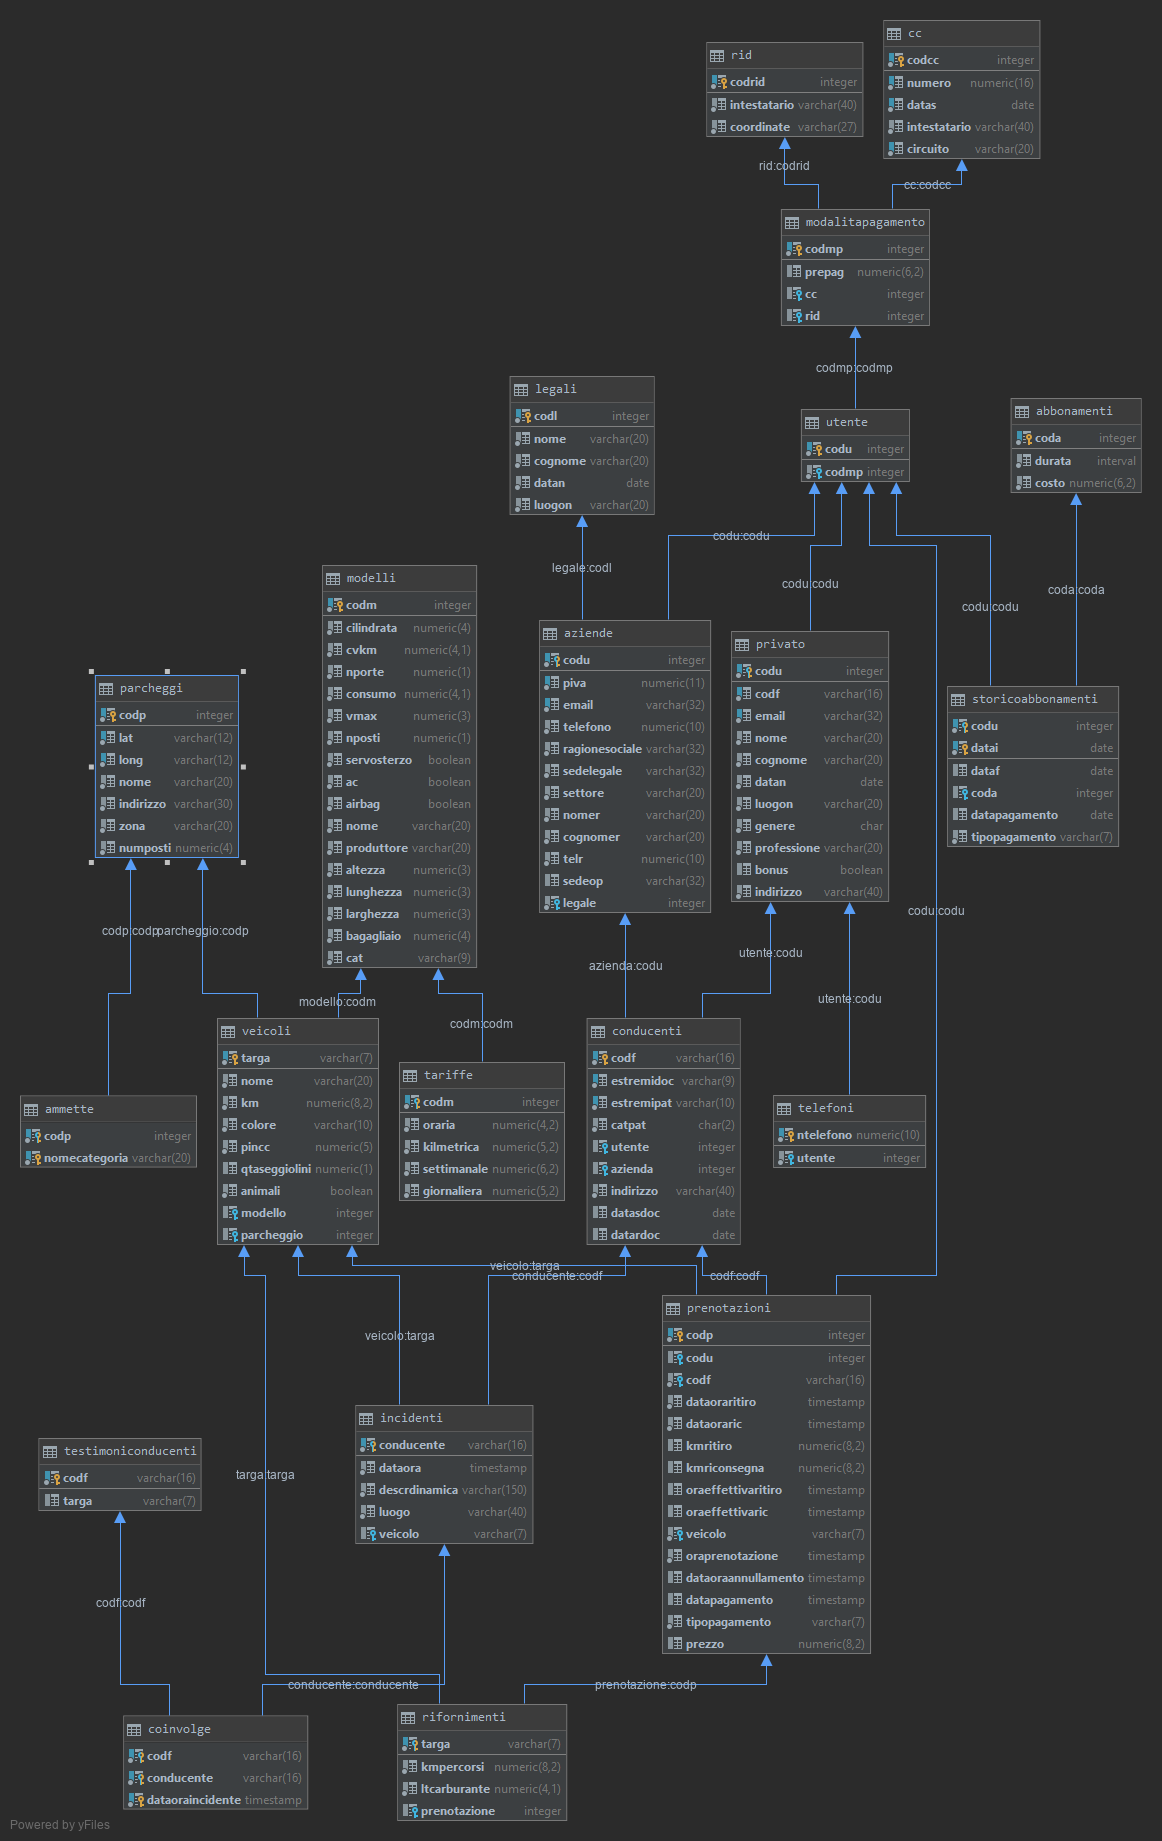 rid
codrid integer
intestatario varchar(40)
coordinate varchar(27)
cc
codcc integer
numero numeric(16)
datas date
intestatario varchar(40)
circuito varchar(20)
rid:codrid
cc:codcc
modalitapagamento
codmp integer
prepag numeric(6,2)
cc integer
rid integer
codmp:codmp
legali
codl integer
nome varchar(20)
cognome varchar(20)
datan date
luogon varchar(20)
utente
codu integer
codmp integer
abbonamenti
coda integer
durata interval
costo numeric(6,2)
codu:codu
legale:codl
codu:codu
coda:coda
codu:codu
modelli
codm integer
cilindrata numeric(4)
cvkm numeric(4,1)
nporte numeric(1)
consumo numeric(4,1)
vmax numeric(3)
nposti numeric(1)
servosterzo boolean
ac boolean
airbag boolean
nome varchar(20)
produttore varchar(20)
altezza numeric(3)
lunghezza numeric(3)
larghezza numeric(3)
bagagliaio numeric(4)
cat varchar(9)
aziende
codu integer
piva numeric(11)
email varchar(32)
telefono numeric(10)
ragionesociale varchar(32)
sedelegale varchar(32)
settore varchar(20)
nomer varchar(20)
cognomer varchar(20)
telr numeric(10)
sedeop varchar(32)
legale integer
privato
codu integer
codf varchar(16)
email varchar(32)
nome varchar(20)
cognome varchar(20)
datan date
luogon varchar(20)
genere char
professione varchar(20)
bonus boolean
indirizzo varchar(40)
storicoabbonamenti
codu integer
datai date
dataf date
coda integer
datapagamento date
tipopagamento varchar(7)
parcheggi
codp integer
lat varchar(12)
long varchar(12)
nome varchar(20)
indirizzo varchar(30)
zona varchar(20)
numposti numeric(4)
codp:codp
parcheggio:codp
codu:codu
utente:codu
azienda:codu
utente:codu
modello:codm
codm:codm
veicoli
targa varchar(7)
nome varchar(20)
km numeric(8,2)
colore varchar(10)
pincc numeric(5)
qtaseggiolini numeric(1)
animali boolean
modello integer
parcheggio integer
tariffe
codm integer
oraria numeric(4,2)
kilmetrica numeric(5,2)
settimanale numeric(6,2)
giornaliera numeric(5,2)
conducenti
codf varchar(16)
estremidoc varchar(9)
estremipat varchar(10)
catpat char(2)
utente integer
azienda integer
indirizzo varchar(40)
datasdoc date
datardoc date
telefoni
ntelefono numeric(10)
utente integer
ammette
codp integer
nomecategoria varchar(20)
veicolo:targa
conducente:codf
codf:codf
veicolo:targa
prenotazioni
codp integer
codu integer
codf varchar(16)
dataoraritiro timestamp
dataoraric timestamp
kmritiro numeric(8,2)
kmriconsegna numeric(8,2)
oraeffettivaritiro timestamp
oraeffettivaric timestamp
veicolo varchar(7)
oraprenotazione timestamp
dataoraannullamento timestamp
datapagamento timestamp
tipopagamento varchar(7)
prezzo numeric(8,2)
incidenti
conducente varchar(16)
dataora timestamp
descrdinamica varchar(150)
luogo varchar(40)
veicolo varchar(7)
testimoniconducenti
codf varchar(16)
targa varchar(7)
targa:targa
codf:codf
conducente:conducente
prenotazione:codp
coinvolge
codf varchar(16)
conducente varchar(16)
dataoraincidente timestamp
rifornimenti
targa varchar(7)
kmpercorsi numeric(8,2)
ltcarburante numeric(4,1)
prenotazione integer
Powered by yFiles